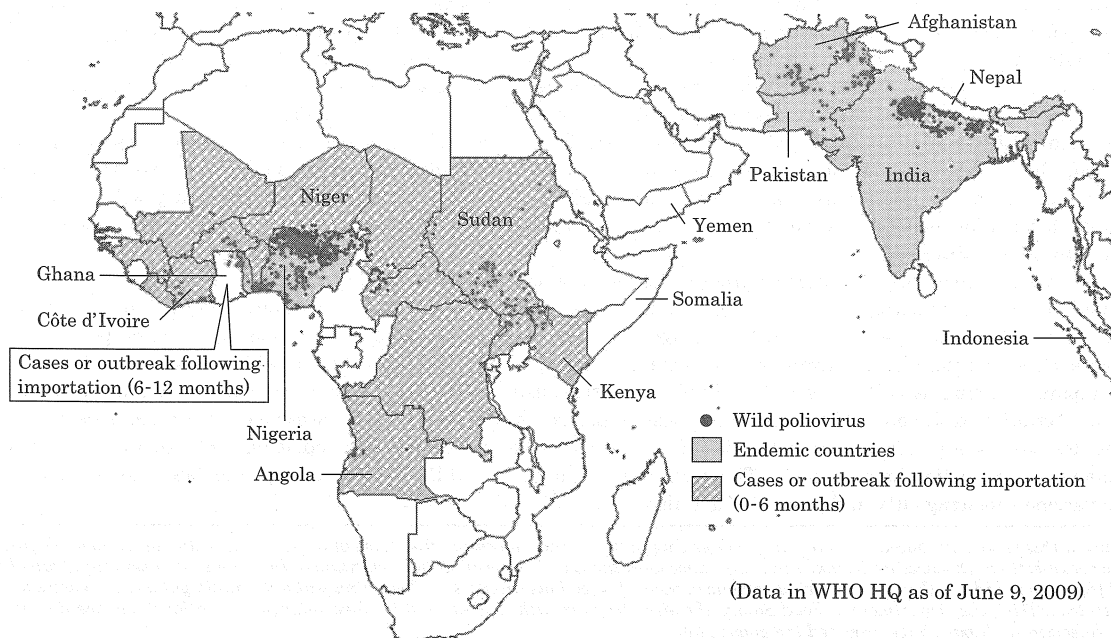 Afghanistan
Nepal
Pakistan
India
Niger
Sudan
Yemen
Ghana
Somalia
Côte d'Ivoire
Indonesia
Cases or outbreak following
importation (6-12 months)
Kenya
Nigeria
Angola
Wild poliovirus
Endemic countries
Cases or outbreak following importation
(0-6 months)
(Data in WHO HQ as of June 9, 2009)